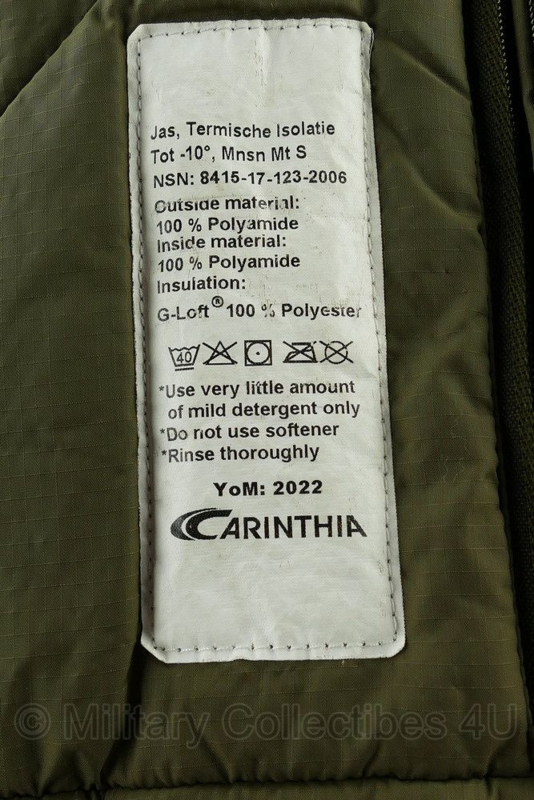 Jas, Termische Isolatie
Tot -10°, Mnsn Mt S
NSN: 8415-17-123-2006
Outside material:
100 % Polyamide
Inside material:
100 % Polyamide
Insulation:
G-Loft® 100 % Polyester
40
*Use very little amount
of mild detergent only
*Do not use softener
*Rinse thoroughly
YoM: 2022
CARINTHIA
© Military Collectibles 4U